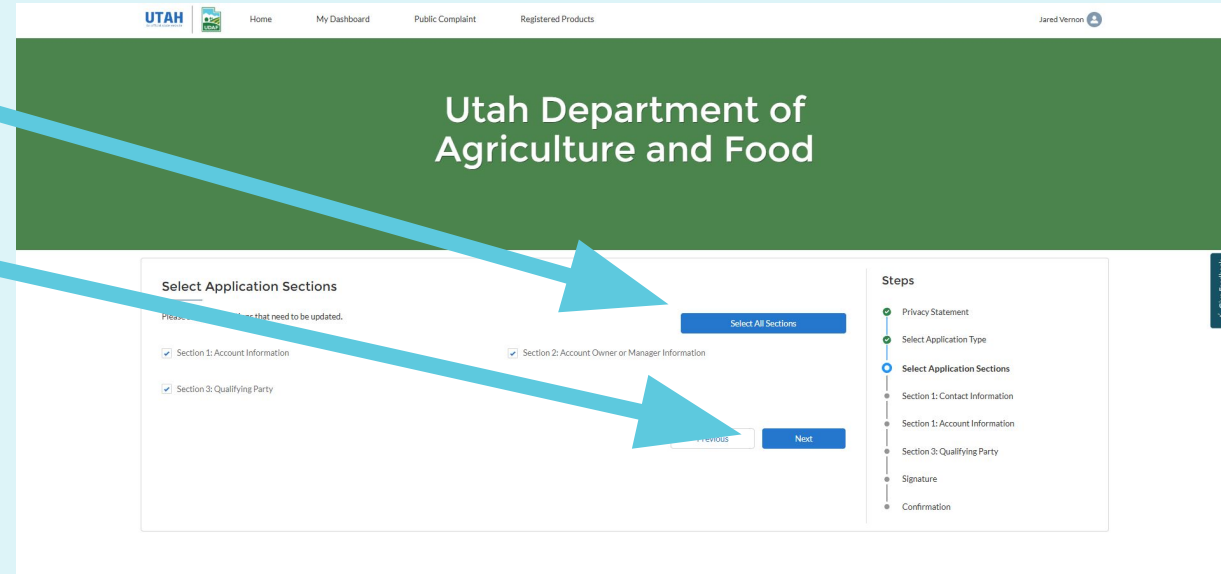 UTAH
UDAF
Home
My Dashboard
Public Complaint
Registered Products
Jared Vernon
Utah Department of
Agriculture and Food
Select Application Sections
Please that need to be updated.
Select All Sections
Section 1: Account Information
Section 2: Account Owner or Manager Information
Section 3: Qualifying Party
Previous
Next
Steps
Privacy Statement
Select Application Type
Select Application Sections
Section 1: Contact Information
Section 1: Account Information
Section 3: Qualifying Party
Signature
Confirmation